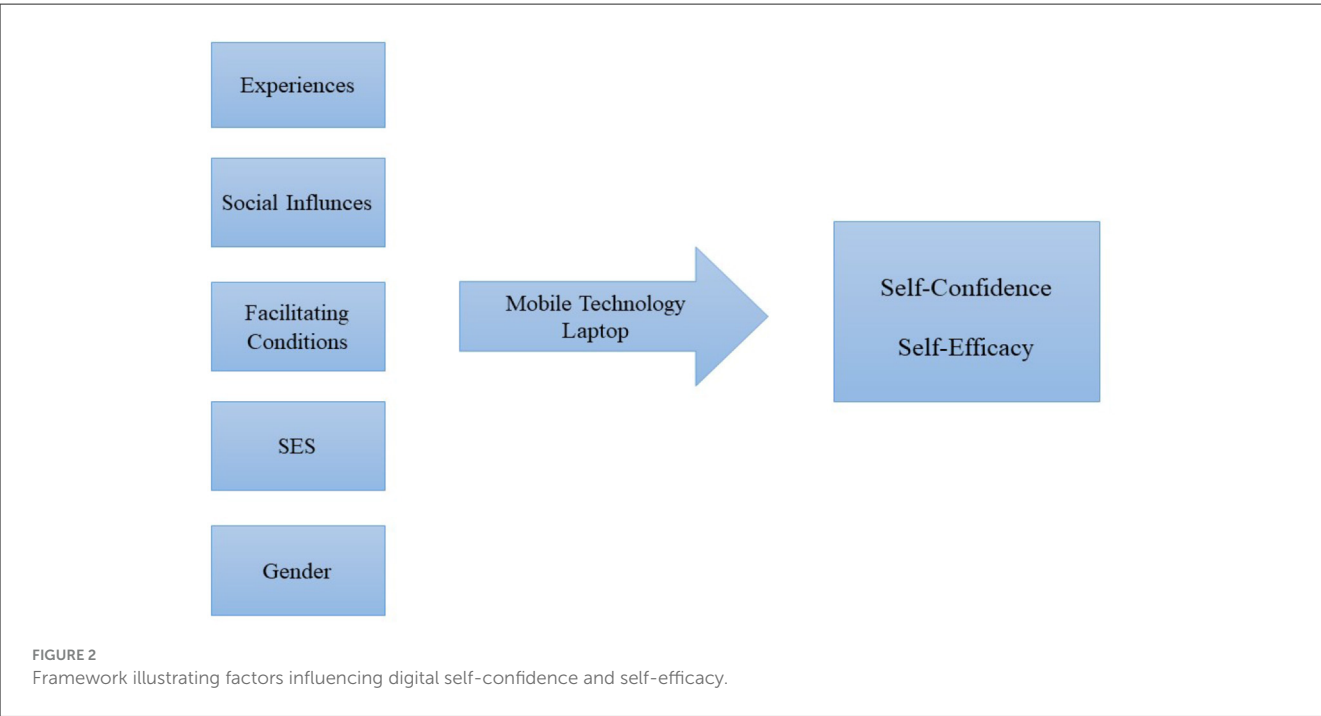 Experiences
Social Influnces
Facilitating
Conditions
SES
Gender
Mobile Technology
Laptop
Self-Confidence
Self-Efficacy
FIGURE 2
Framework illustrating factors influencing digital self-confidence and self-efficacy.